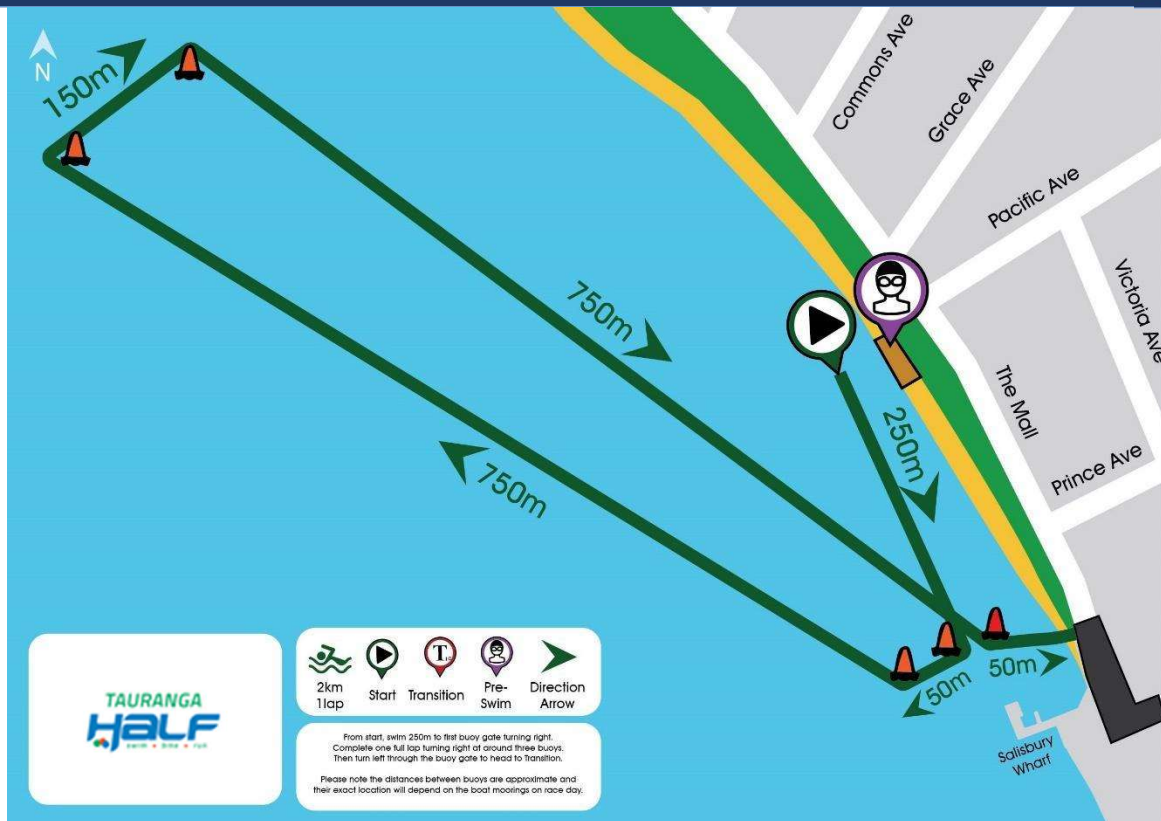 N
150m
Commons Ave
Grace Ave
Pacific Ave
Victoria Ave
750m
The Mall
250m
Prince Ave
750m
50m
50m
Salisbury
Wharf
TAURANGA
HALF
swim • bike • run
2km
1lap
Start
Transition
Pre-
Swim
Direction
Arrow
From start, swim 250m to first buoy gate turning right.
Complete one full lap turning right at around three buoys.
Then turn left through the buoy gate to head to Transition.
Please note the distances between buoys are approximate and
their exact location will depend on the boat moorings on race day.